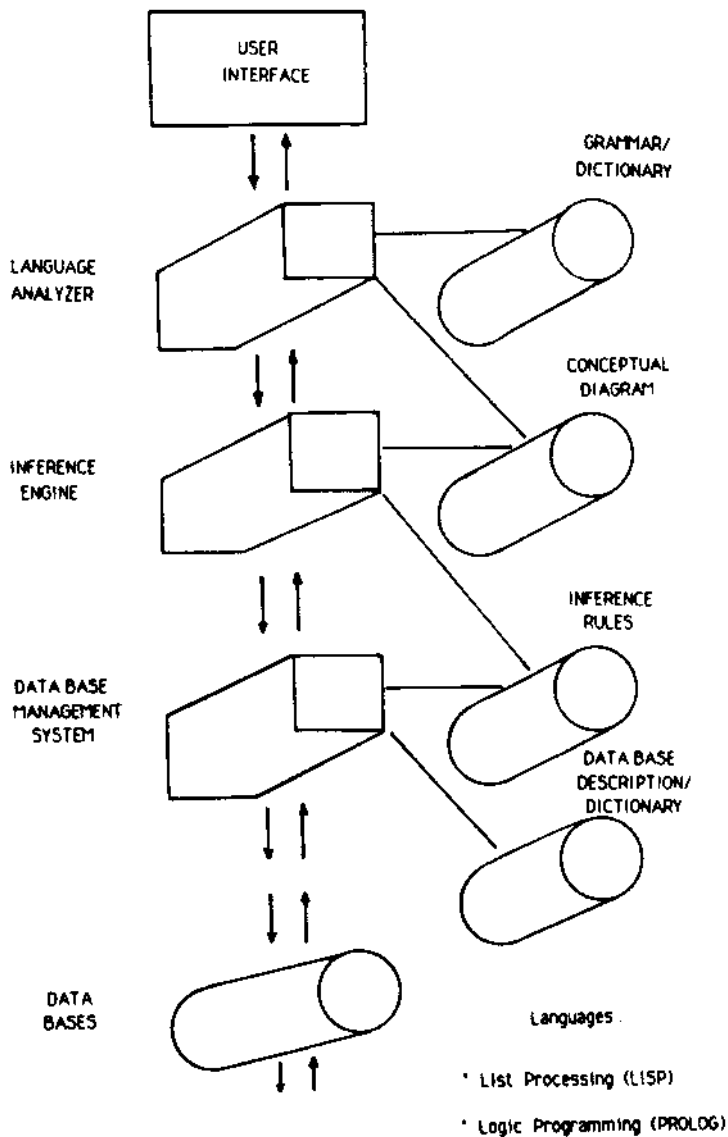 USER
INTERFACE
GRAMMAR/
DICTIONARY
LANGUAGE
ANALYZER
CONCEPTUAL
DIAGRAM
INFERENCE
ENGINE
INFERENCE
RULES
DATA BASE
MANAGEMENT
SYSTEM
DATA BASE
DESCRIPTION/
DICTIONARY
DATA
BASES
Languages
* List Processing (LISP)
* Logic Programming (PROLOG)